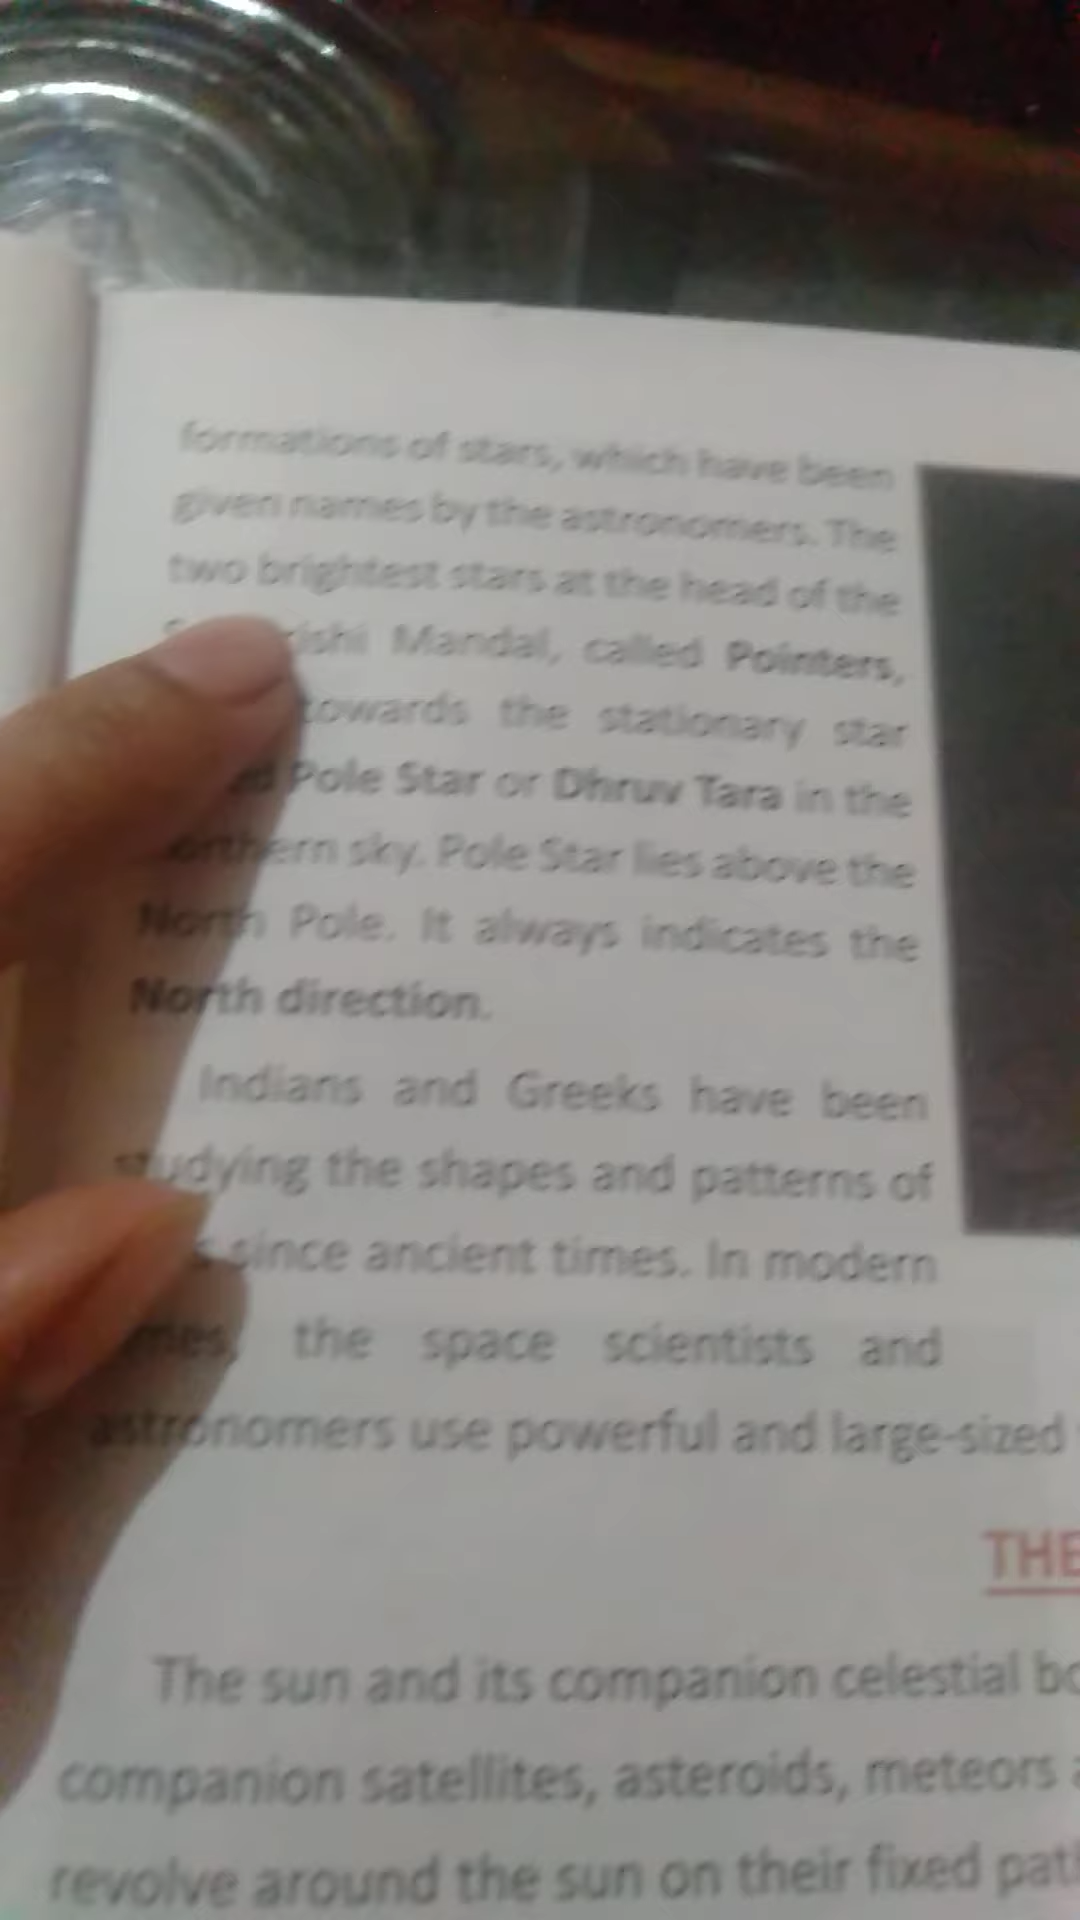 formations of stars, which have been
given names by the astronomers. The
two brightest stars at the head of the
Mandal, called Pointers,
towards the stationary star
Pole Star or Dhruv Tara in the
northern sky. Pole Star lies above the
North Pole. It always indicates the
North direction.
Indians and Greeks have been
studying the shapes and patterns of
since ancient times. In modern
the space scientists and
astronomers use powerful and large-sized
THE
The sun and its companion celestial
companion satellites, asteroids, meteors
revolve around the sun on their fixed